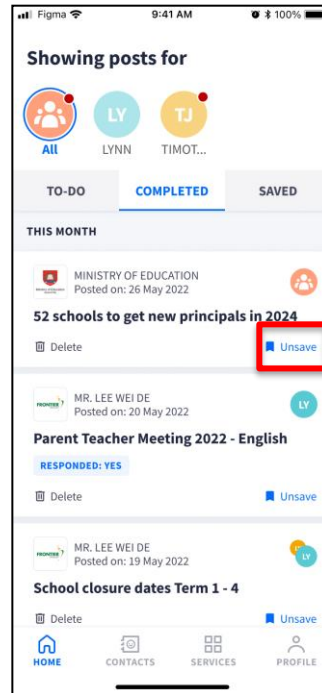 Figma 9:41 AM 100%
Showing posts for
LY TJ
All LYNN TIMOT...
TO-DO COMPLETED SAVED
THIS MONTH
MINISTRY OF EDUCATION
Posted on: 26 May 2022
52 schools to get new principals in 2024
Delete Unsave
FRONTIER
MR. LEE WEI DE
Posted on: 20 May 2022
LY
Parent Teacher Meeting 2022 - English
RESPONDED: YES
Delete Unsave
FRONTIER
MR. LEE WEI DE
Posted on: 19 May 2022
LY
School closure dates Term 1 - 4
Delete Unsave
HOME CONTACTS SERVICES PROFILE